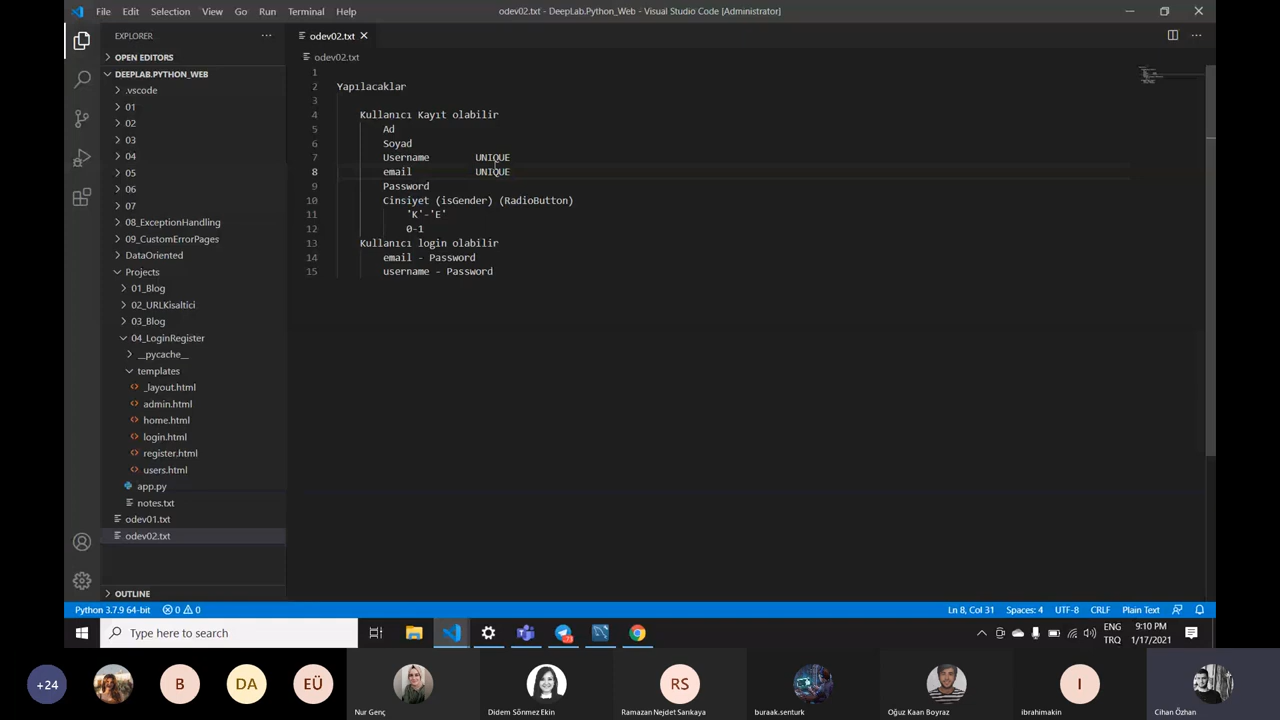 File Edit Selection View Go Run Terminal Help
odev02.txt - DeepLab.Python_Web - Visual Studio Code [Administrator]
EXPLORER
OPEN EDITORS
DEEPLAB.PYTHON_WEB
.vscode
01
02
03
04
05
06
07
08_ExceptionHandling
09_CustomErrorPages
DataOriented
Projects
01_Blog
02_URLKisaltici
03_Blog
04_LoginRegister
__pycache__
templates
_layout.html
admin.html
home.html
login.html
register.html
users.html
app.py
notes.txt
odev01.txt
odev02.txt
OUTLINE
odev02.txt
odev02.txt
1
2 Yapılacaklar
3
4 Kullanıcı Kayıt olabilir
5 Ad
6 Soyad
7 Username UNIQUE
8 email UNIQUE
9 Password
10 Cinsiyet (isGender) (RadioButton)
11 'K'-'E'
12 0-1
13 Kullanıcı login olabilir
14 email - Password
15 username - Password
Python 3.7.9 64-bit 0 0
Ln 8, Col 31 Spaces: 4 UTF-8 CRLF Plain Text
Type here to search
ENG
TRQ
9:10 PM
1/17/2021
+24
B
DA
EÜ
RS
I
Nur Genç
Didem Sönmez Ekin
Ramazan Nejdet Sarıkaya
buraak.senturk
Oğuz Kaan Boyraz
ibrahimakin
Cihan Özhan